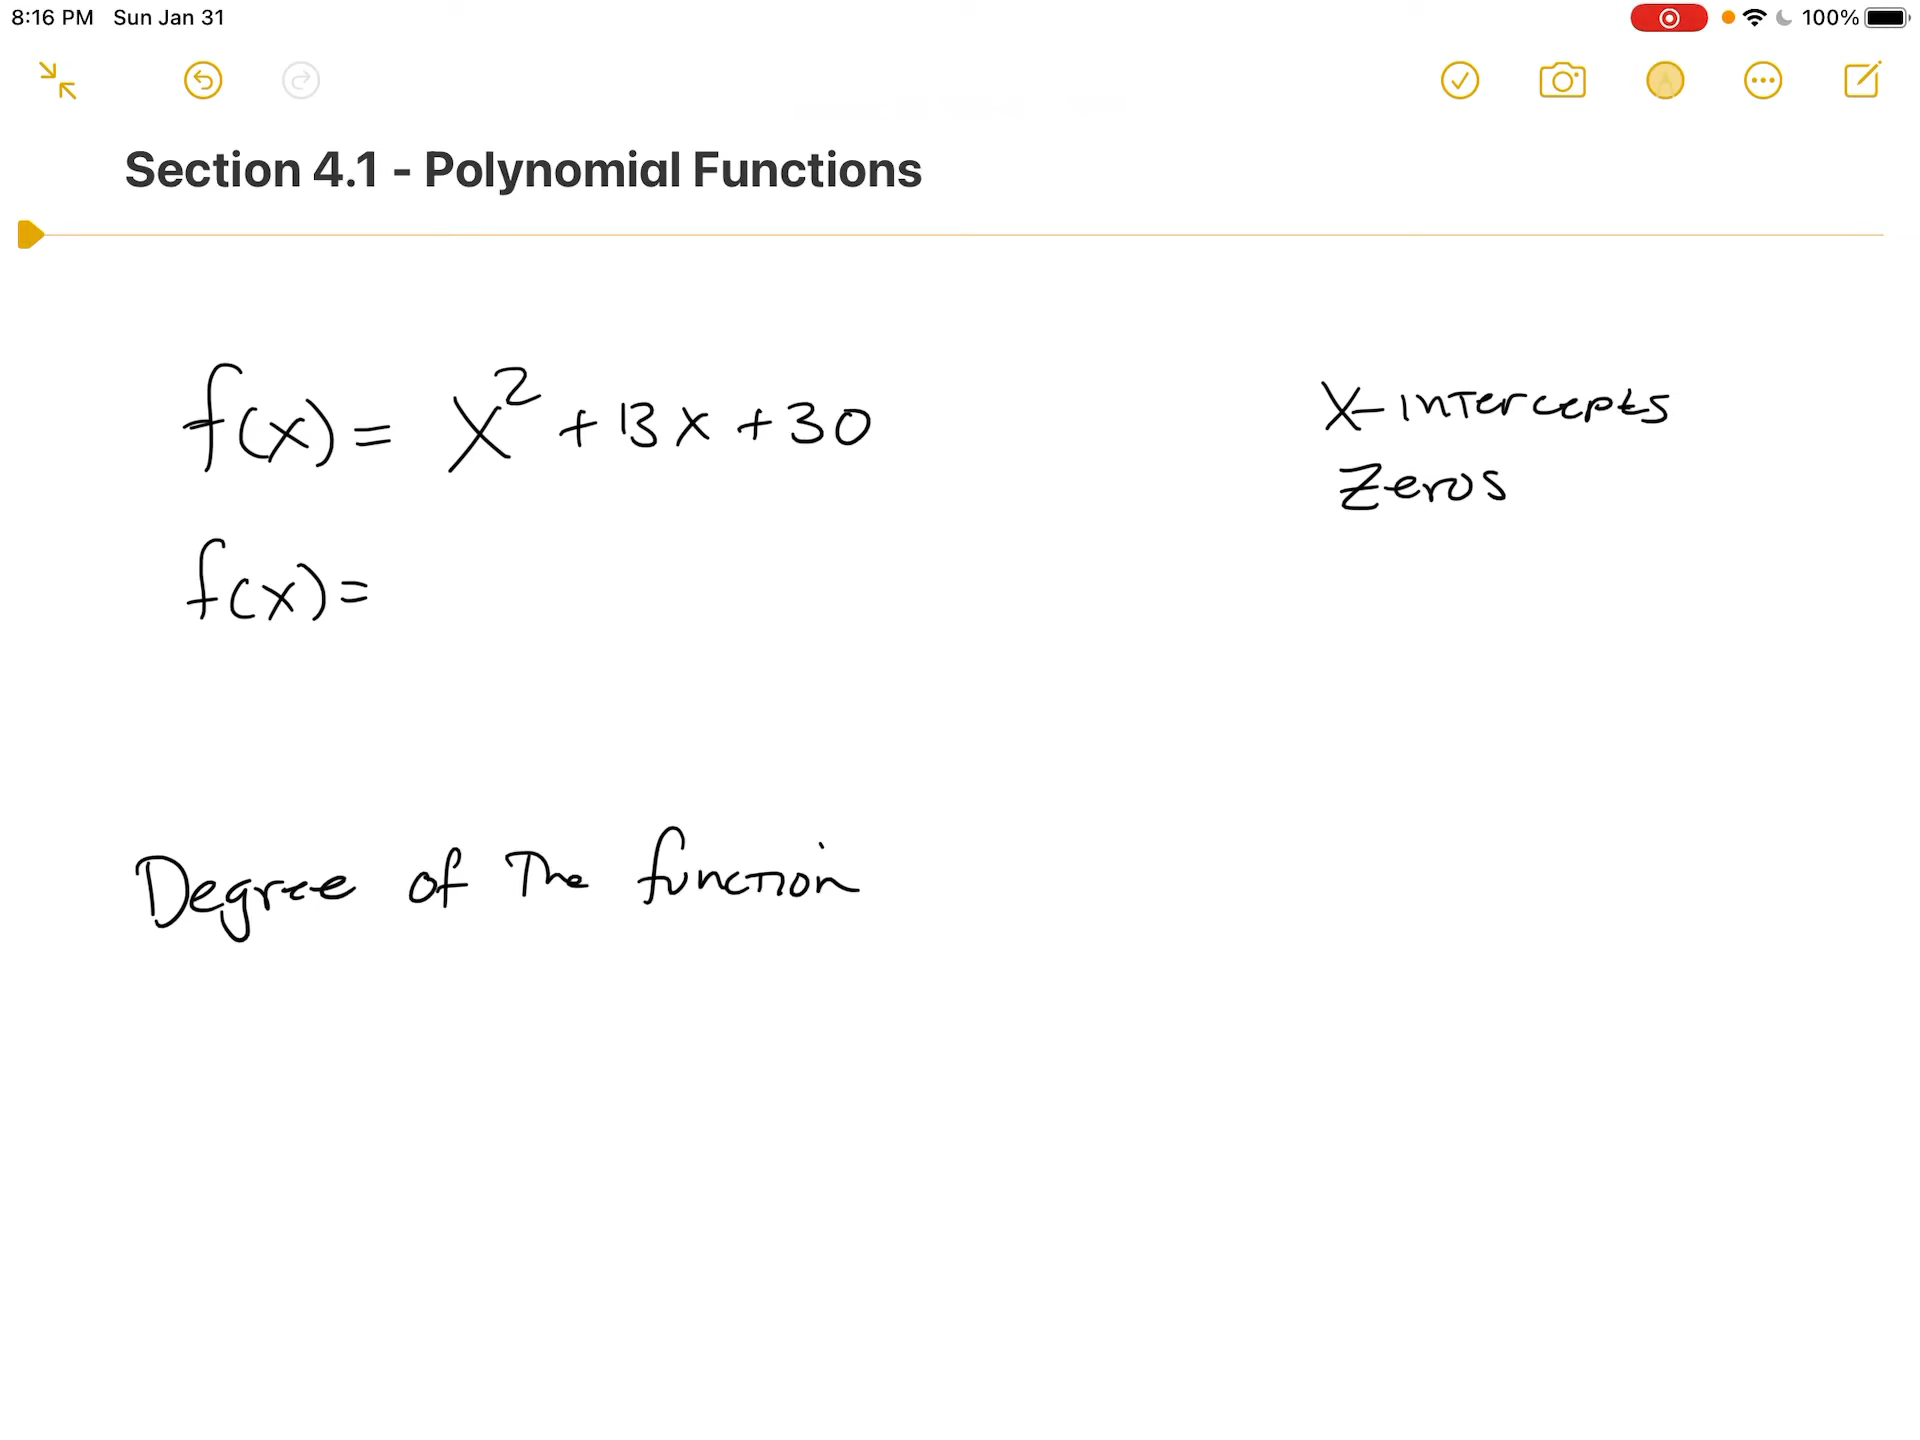 8:16 PM Sun Jan 31 100%
Section 4.1 - Polynomial Functions
f(x) = x² + 13x + 30
X-intercepts
Zeros
f(x) =
Degree of The function